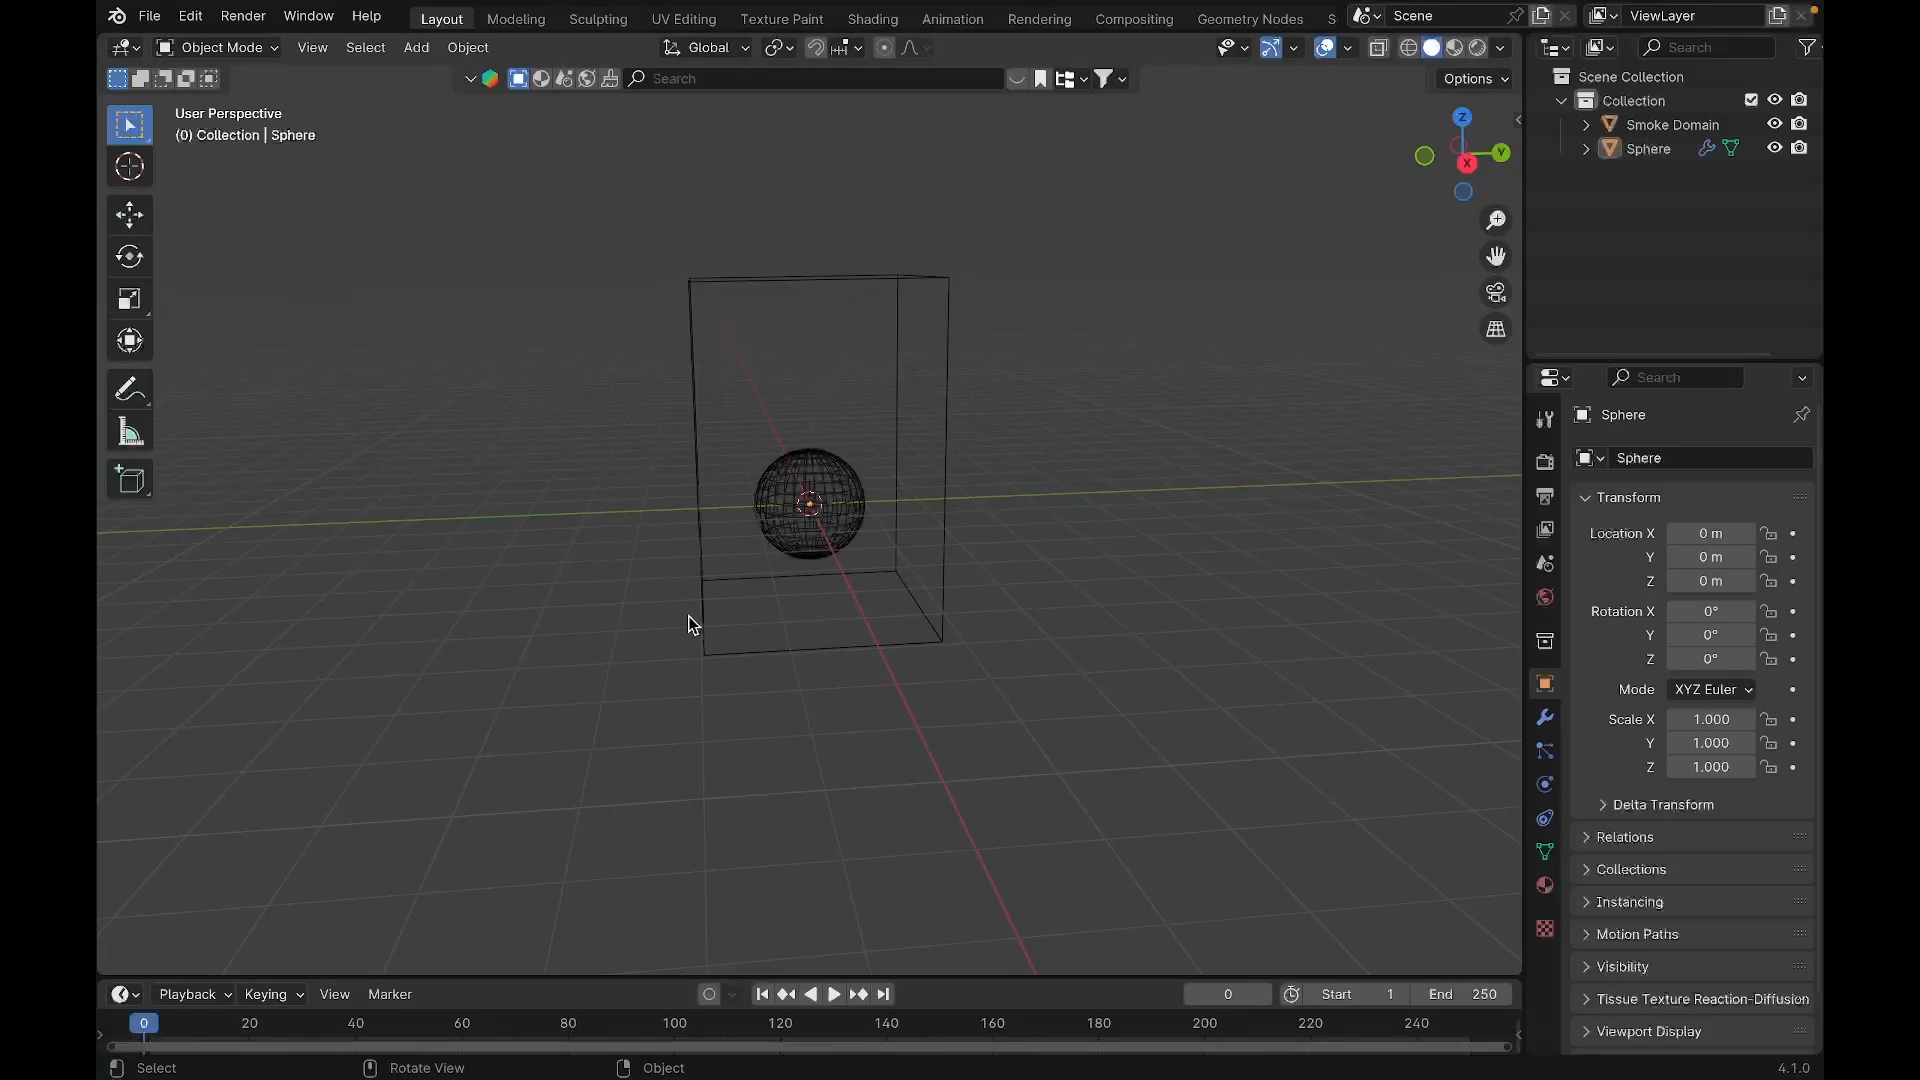 File Edit Render Window Help Layout Modeling Sculpting UV Editing Texture Paint Shading Animation Rendering Compositing Geometry Nodes S Scene ViewLayer
Object Mode View Select Add Object Global Search
Search Options
User Perspective
(0) Collection | Sphere
Z
Y
X
Scene Collection
Collection
Smoke Domain
Sphere
Search
Sphere
Sphere
Transform
Location X 0 m
Y 0 m
Z 0 m
Rotation X 0°
Y 0°
Z 0°
Mode XYZ Euler
Scale X 1.000
Y 1.000
Z 1.000
Delta Transform
Relations
Collections
Instancing
Motion Paths
Visibility
Tissue Texture Reaction-Diffusion
Viewport Display
Playback Keying View Marker 0 Start 1 End 250
0 20 40 60 80 100 120 140 160 180 200 220 240
Select Rotate View Object 4.1.0